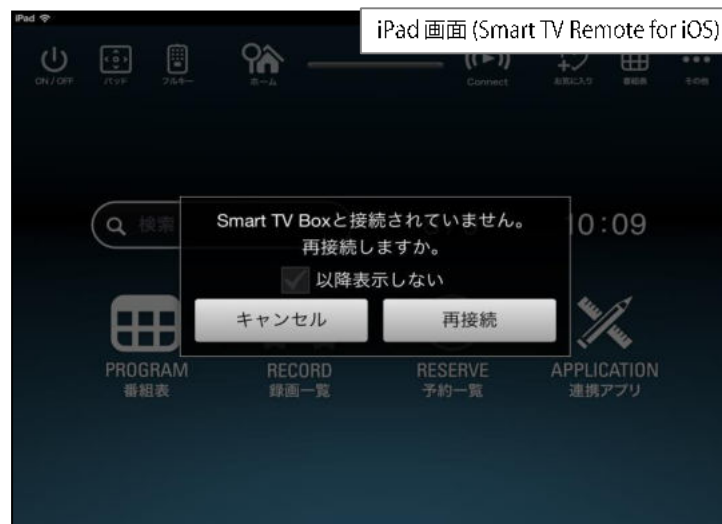 iPad
iPad 画面 (Smart TV Remote for iOS)
ON / OFF
パッド
フルキー
ホーム
Connect
お気に入り
番組表
その他
検索
10:09
Smart TV Boxと接続されていません。
再接続しますか。
以降表示しない
キャンセル
再接続
PROGRAM
番組表
RECORD
録画一覧
RESERVE
予約一覧
APPLICATION
連携アプリ